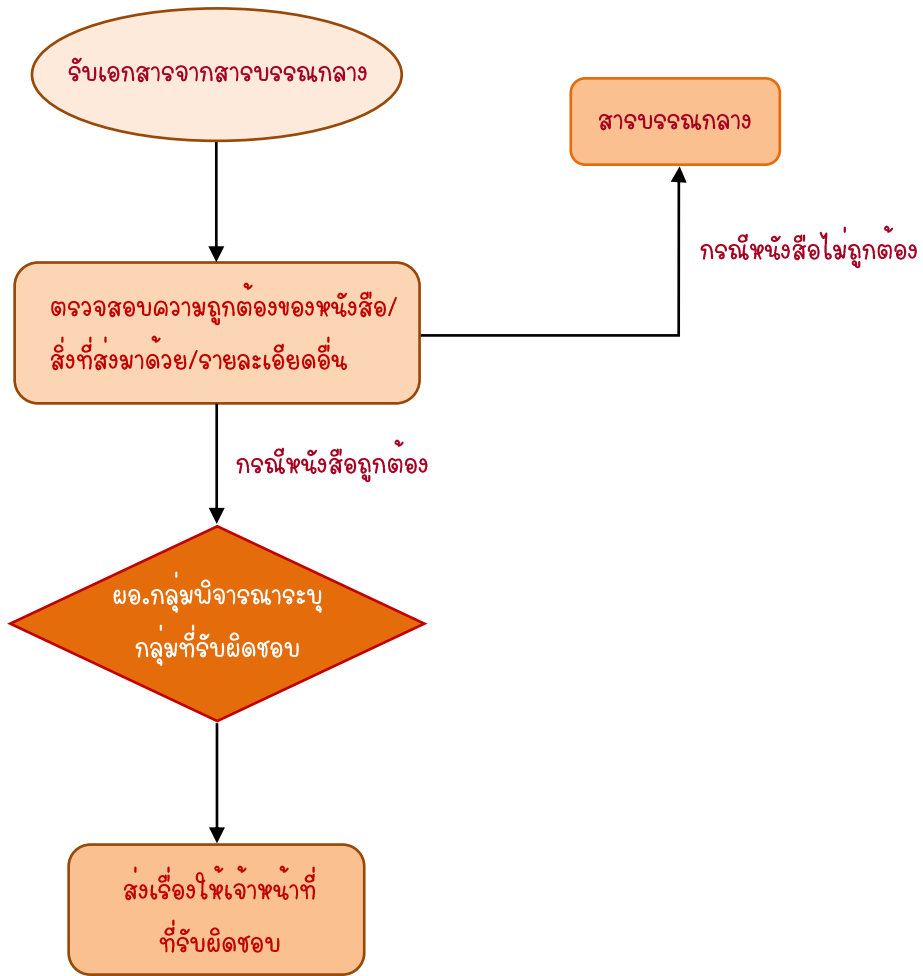 รับเอกสารจากสารบรรณกลาง
สารบรรณกลาง
กรณีหนังสือไม่ถูกต้อง
ตรวจสอบความถูกต้องของหนังสือ/
สิ่งที่ส่งมาด้วย/รายละเอียดอื่น
กรณีหนังสือถูกต้อง
ผอ.กลุ่มพิจารณาระบุ
กลุ่มที่รับผิดชอบ
ส่งเรื่องให้เจ้าหน้าที่
ที่รับผิดชอบ